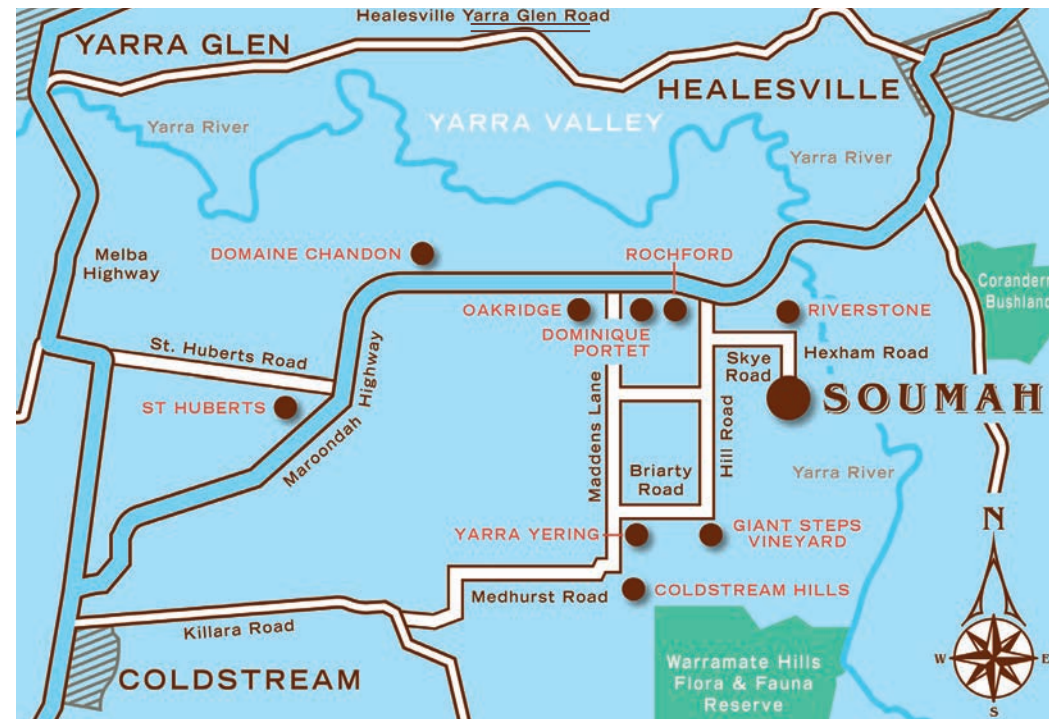 Healesville Yarra Glen Road
YARRA GLEN
HEALESVILLE
YARRA VALLEY
Yarra River
Yarra River
Melba
Highway
DOMAINE CHANDON
ROCHFORD
Coranderr
Bushland
OAKRIDGE
DOMINIQUE
PORTET
RIVERSTONE
St. Huberts Road
Skye
Road
Hexham Road
ST HUBERTS
Maroondah Highway
Maddens Lane
Hill Road
SOUMAH
Briarty
Road
Yarra River
YARRA YERING
GIANT STEPS
VINEYARD
N
Medhurst Road
COLDSTREAM HILLS
Killara Road
COLDSTREAM
Warramate Hills
Flora & Fauna
Reserve
W
E
S